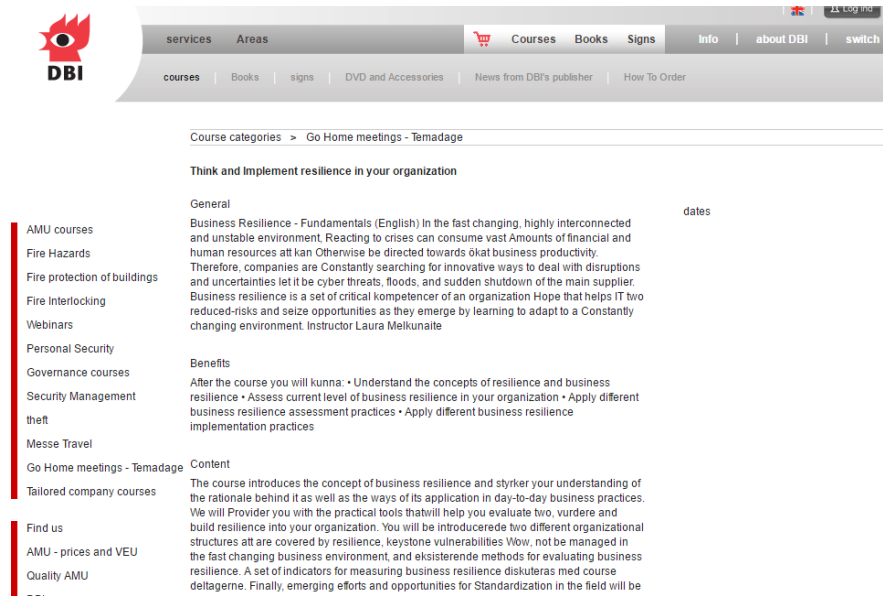 Log ind
services Areas Courses Books Signs Info about DBI switch
DBI
courses Books signs DVD and Accessories News from DBI's publisher How To Order
Course categories > Go Home meetings - Temadage
Think and Implement resilience in your organization
General
dates
Business Resilience - Fundamentals (English) In the fast changing, highly interconnected
and unstable environment, Reacting to crises can consume vast Amounts of financial and
human resources att kan Otherwise be directed towards ökat business productivity.
Therefore, companies are Constantly searching for innovative ways to deal with disruptions
and uncertainties let it be cyber threats, floods, and sudden shutdown of the main supplier.
Business resilience is a set of critical kompetencer of an organization Hope that helps IT two
reduced-risks and seize opportunities as they emerge by learning to adapt to a Constantly
changing environment. Instructor Laura Melkunaite
Benefits
After the course you will kunna: • Understand the concepts of resilience and business
resilience • Assess current level of business resilience in your organization • Apply different
business resilience assessment practices • Apply different business resilience
implementation practices
Content
The course introduces the concept of business resilience and styrker your understanding of
the rationale behind it as well as the ways of its application in day-to-day business practices.
We will Provider you with the practical tools thatwill help you evaluate two, vurdere and
build resilience into your organization. You will be introducerede two different organizational
structures att are covered by resilience, keystone vulnerabilities Wow, not be managed in
the fast changing business environment, and eksisterende methods for evaluating business
resilience. A set of indicators for measuring business resilience diskuteras med course
deltagerne. Finally, emerging efforts and opportunities for Standardization in the field will be
AMU courses
Fire Hazards
Fire protection of buildings
Fire Interlocking
Webinars
Personal Security
Governance courses
Security Management
theft
Messe Travel
Go Home meetings - Temadage
Tailored company courses
Find us
AMU - prices and VEU
Quality AMU